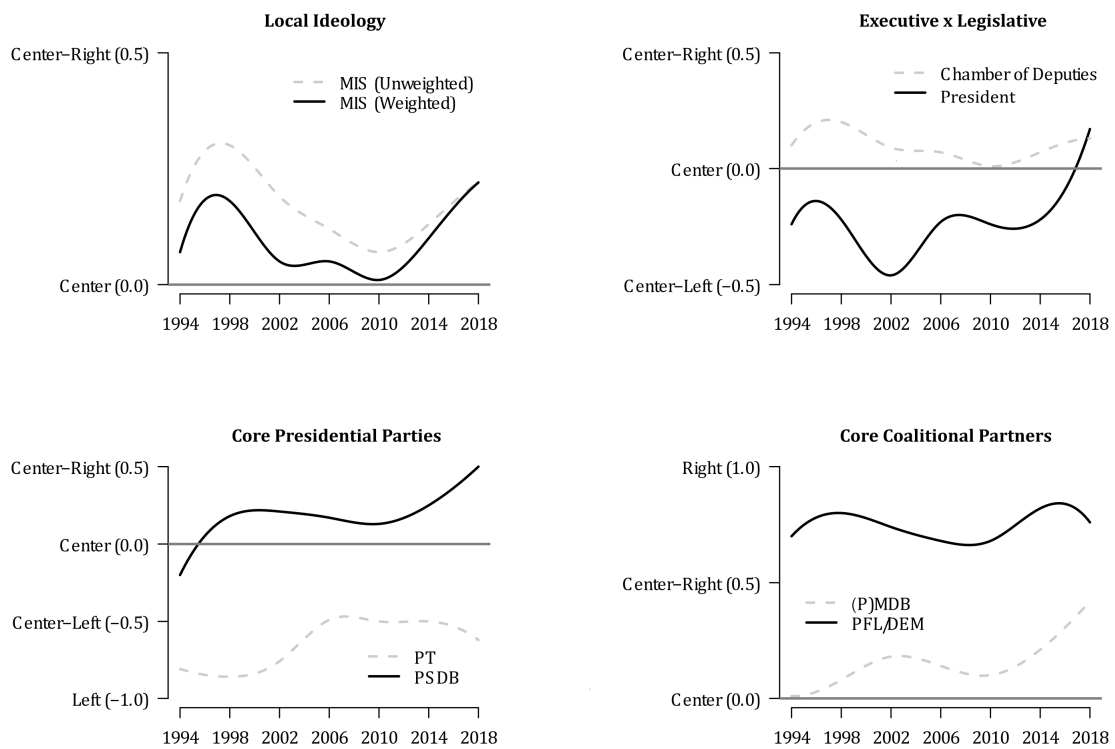 Local Ideology
Center–Right (0.5)
MIS (Unweighted)
MIS (Weighted)
Center (0.0)
1994 1998 2002 2006 2010 2014 2018
Executive x Legislative
Center–Right (0.5)
Chamber of Deputies
President
Center (0.0)
Center–Left (−0.5)
1994 1998 2002 2006 2010 2014 2018
Core Presidential Parties
Center–Right (0.5)
Center (0.0)
Center–Left (−0.5)
PT
PSDB
Left (−1.0)
1994 1998 2002 2006 2010 2014 2018
Core Coalitional Partners
Right (1.0)
Center–Right (0.5)
(P)MDB
PFL/DEM
Center (0.0)
1994 1998 2002 2006 2010 2014 2018